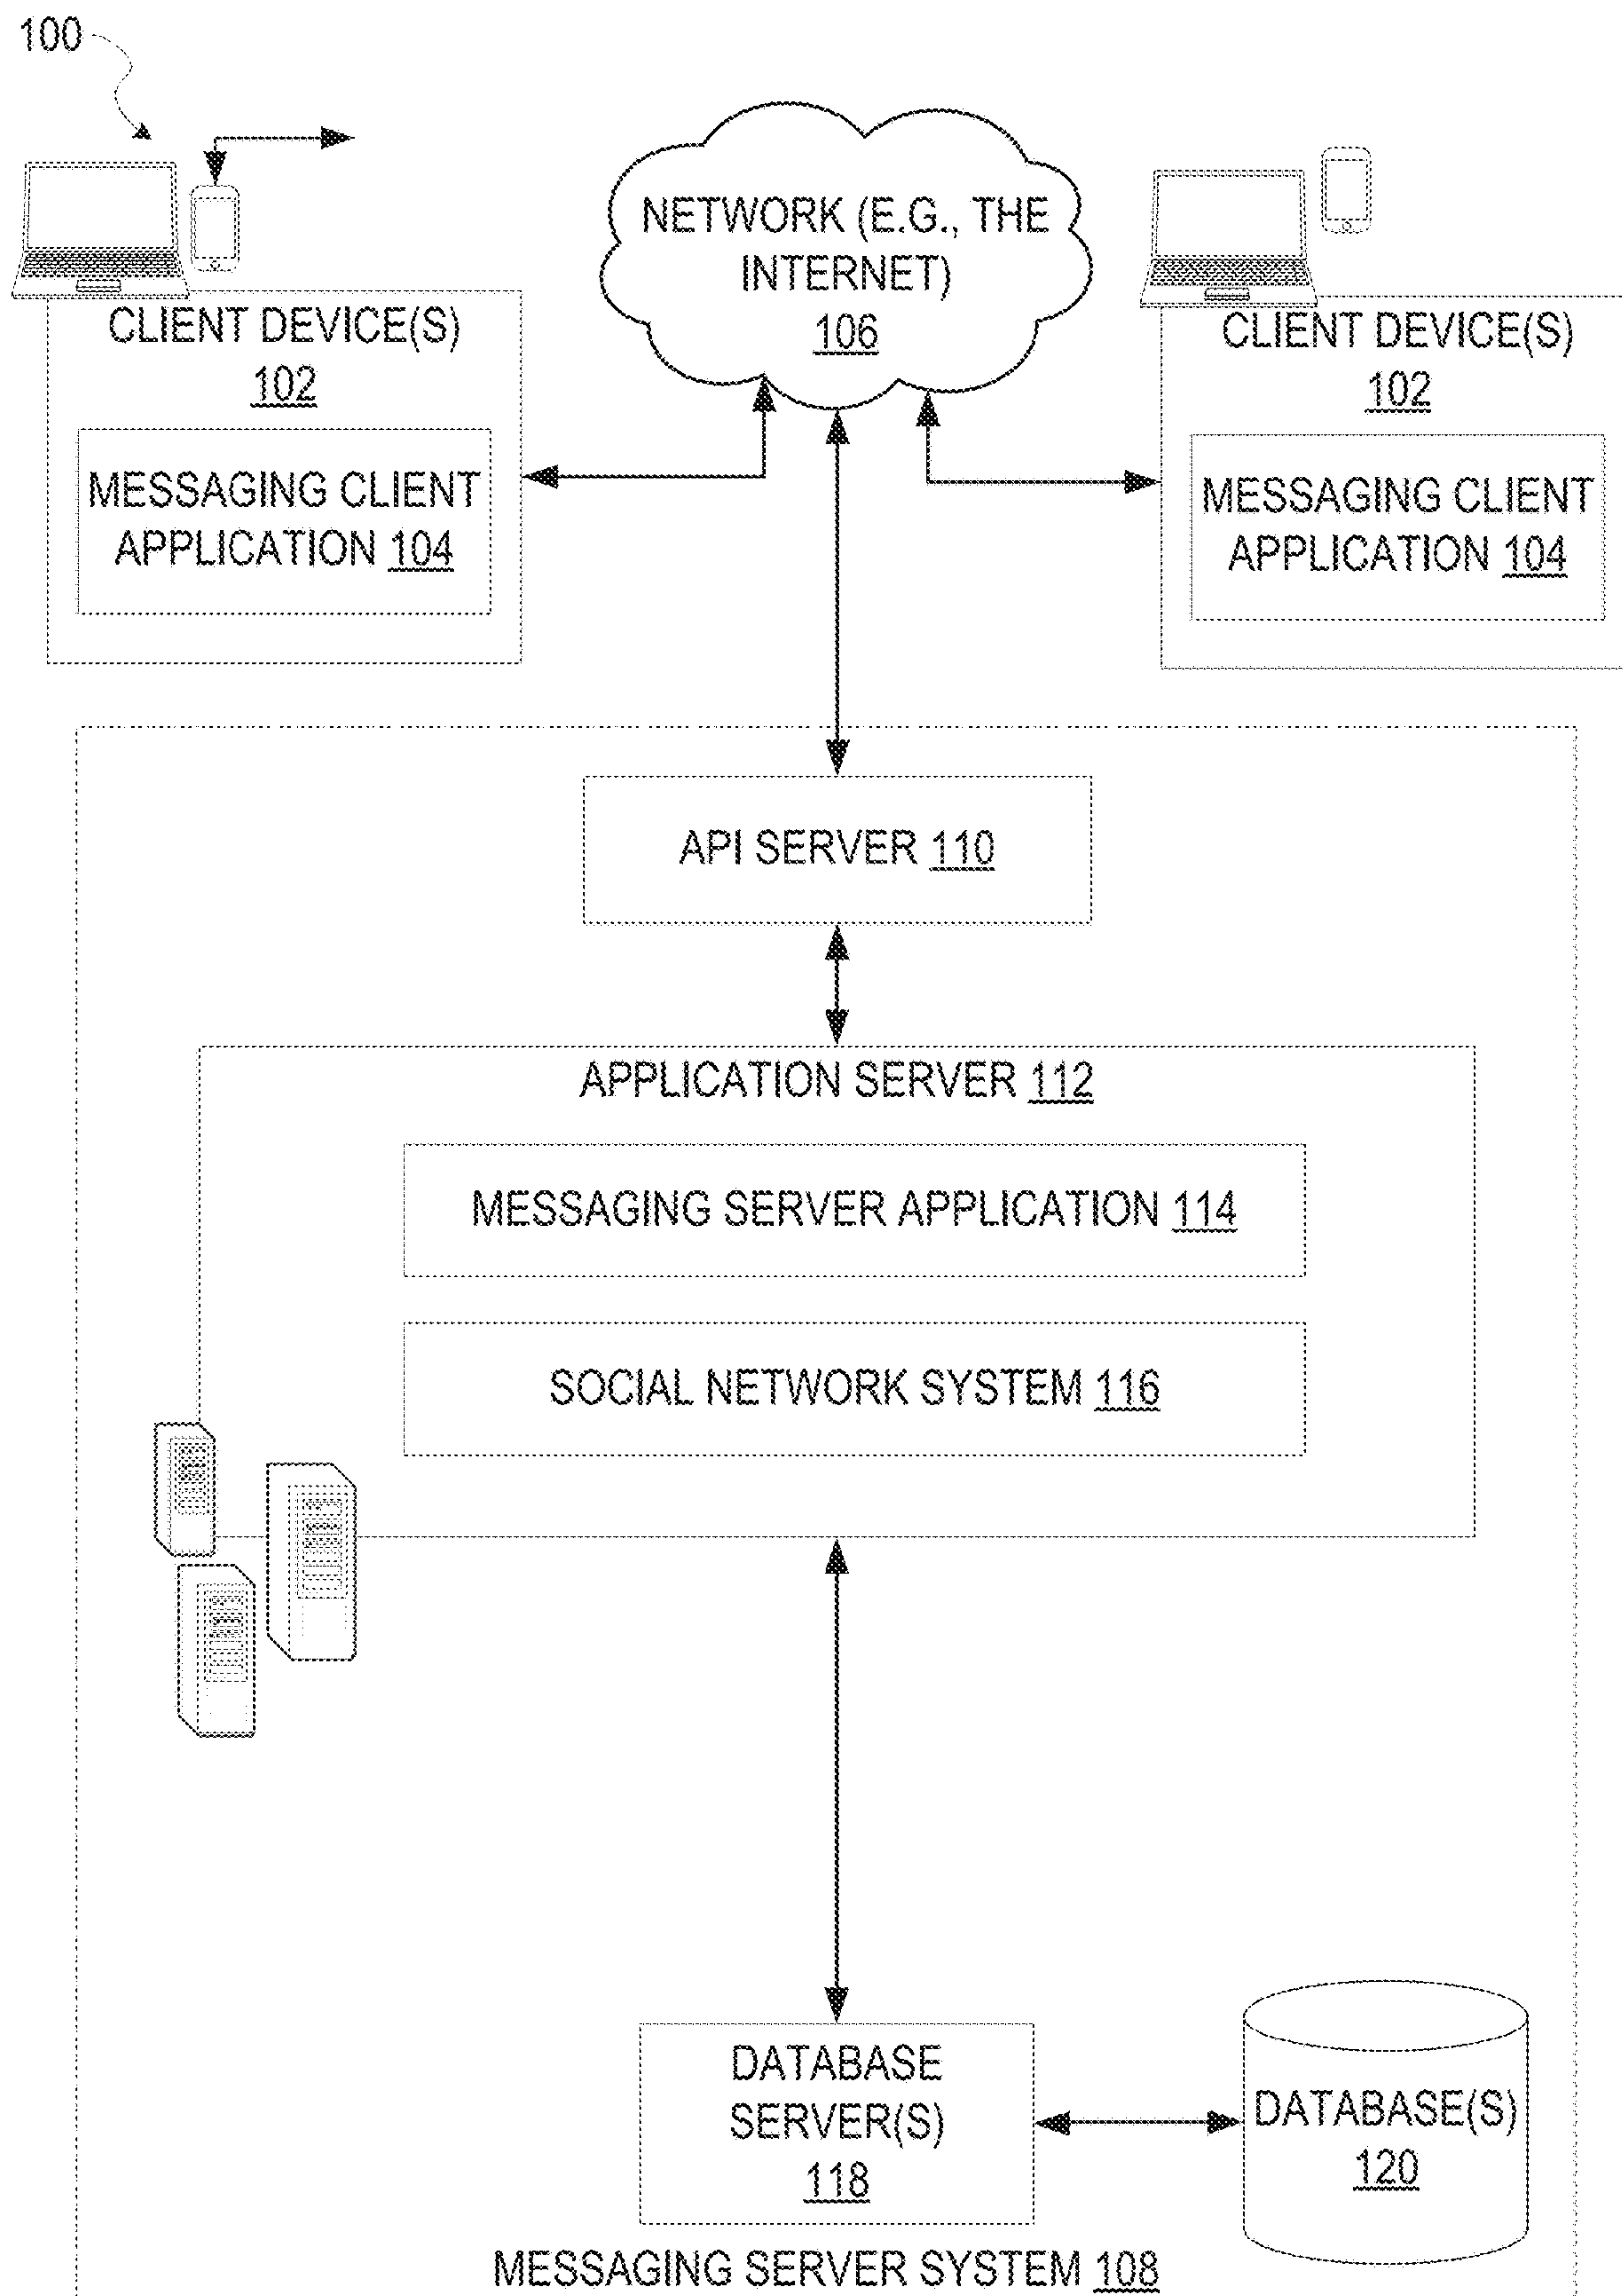 100
NETWORK (E.G., THE
INTERNET)
106
CLIENT DEVICE(S)
102
MESSAGING CLIENT
APPLICATION 104
CLIENT DEVICE(S)
102
MESSAGING CLIENT
APPLICATION 104
API SERVER 110
APPLICATION SERVER 112
MESSAGING SERVER APPLICATION 114
SOCIAL NETWORK SYSTEM 116
DATABASE
SERVER(S)
118
DATABASE(S)
120
MESSAGING SERVER SYSTEM 108